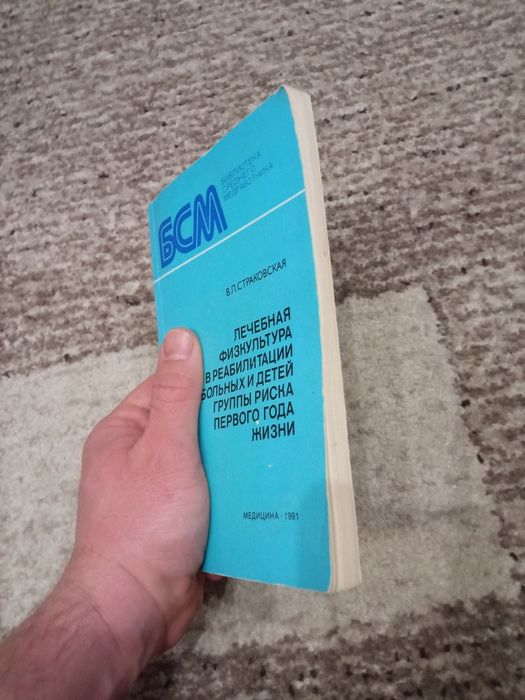 БСМ
БИБЛИОТЕКА
СРЕДНЕГО
МЕДРАБОТНИКА
В.Л.СТРАКОВСКАЯ
ЛЕЧЕБНАЯ
ФИЗКУЛЬТУРА
В РЕАБИЛИТАЦИИ
БОЛЬНЫХ И ДЕТЕЙ
ГРУППЫ РИСКА
ПЕРВОГО ГОДА
ЖИЗНИ
МЕДИЦИНА · 1991